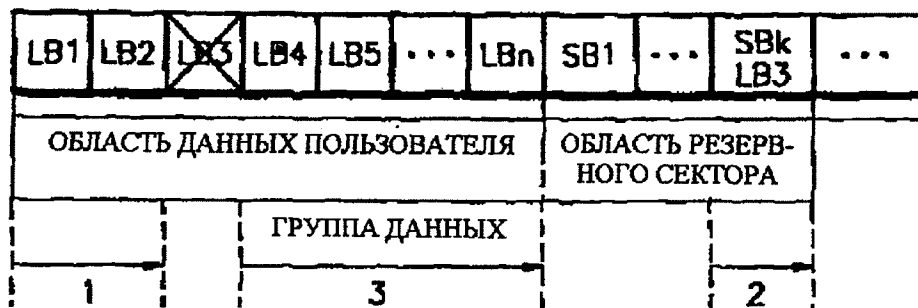 LB1 LB2 LB3 LB4 LB5 ... LBn SB1 ... SBk LB3 ...
ОБЛАСТЬ ДАННЫХ ПОЛЬЗОВАТЕЛЯ
ОБЛАСТЬ РЕЗЕРВ-
НОГО СЕКТОРА
ГРУППА ДАННЫХ
1 3 2